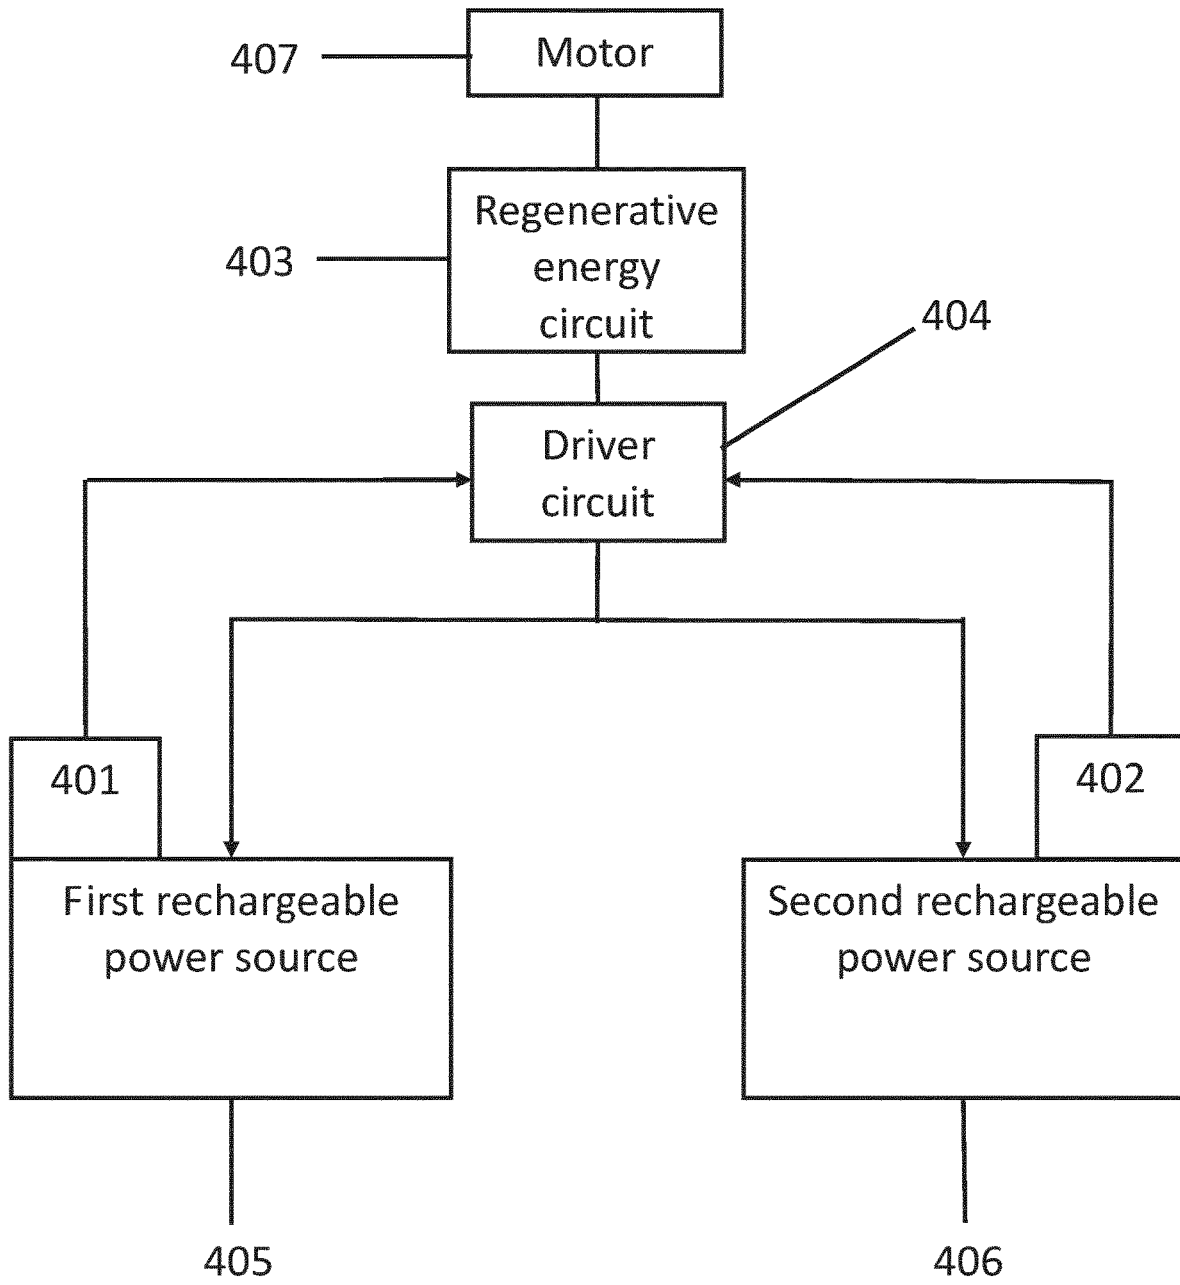 407
Motor
403
Regenerative
energy
circuit
404
Driver
circuit
401
402
First rechargeable
power source
Second rechargeable
power source
405
406